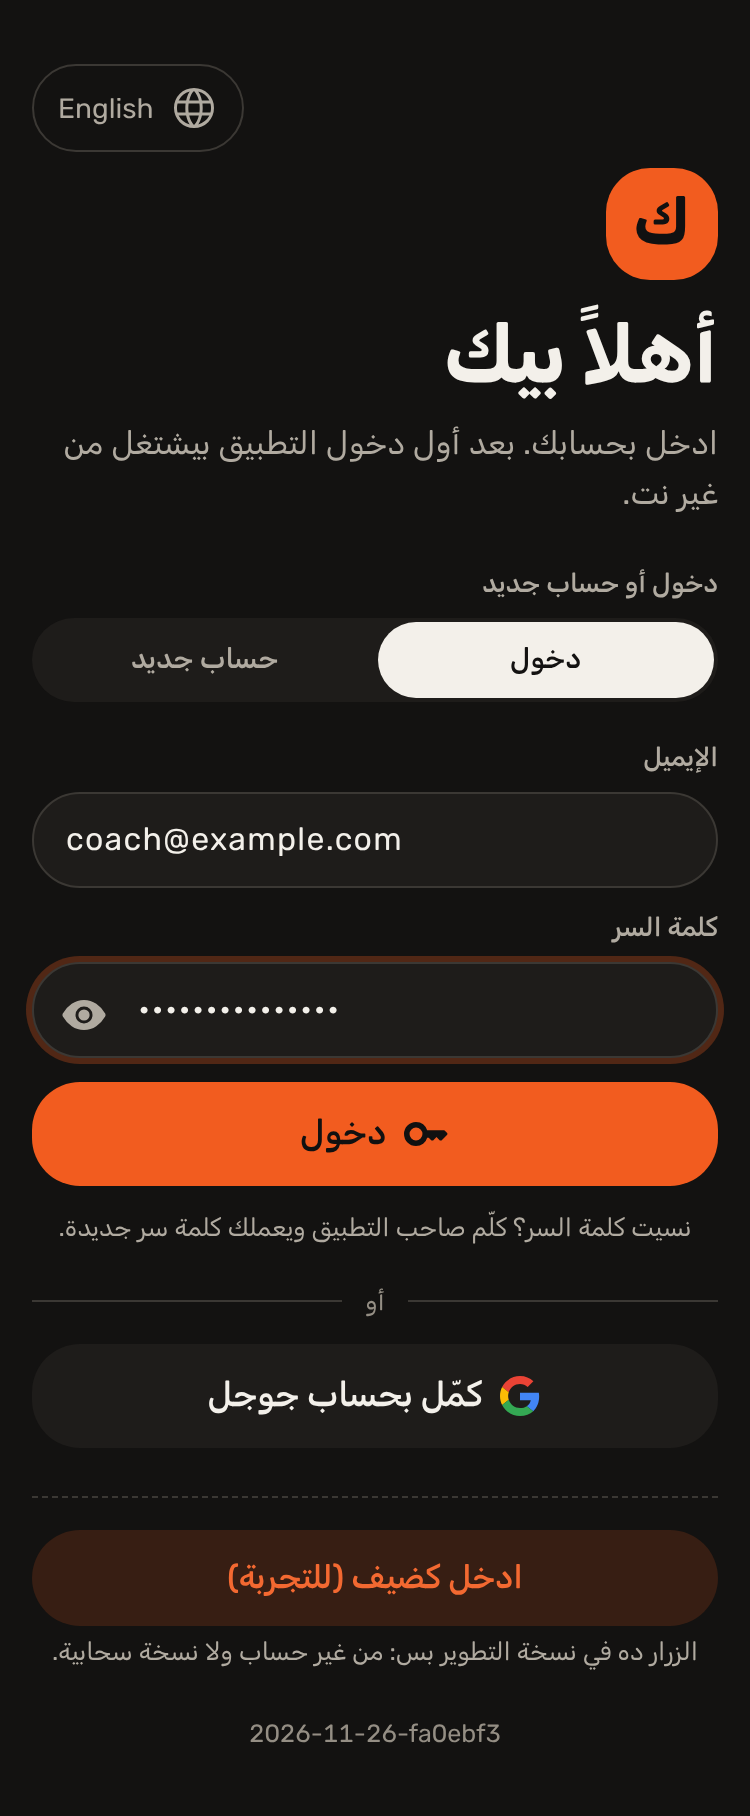 English
ك
أهلاً بيك
ادخل بحسابك. بعد أول دخول التطبيق بيشتغل من
غير نت.
دخول أو حساب جديد
دخول
حساب جديد
الإيميل
coach@example.com
كلمة السر
•••••••••••••••
دخول
نسيت كلمة السر؟ كلّم صاحب التطبيق ويعملك كلمة سر جديدة.
أو
كمّل بحساب جوجل
ادخل كضيف (للتجربة)
الزرار ده في نسخة التطوير بس: من غير حساب ولا نسخة سحابية.
2026-11-26-fa0ebf3